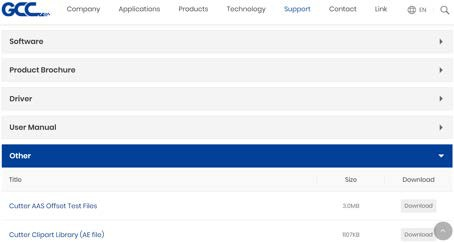 GCC Company Applications Products Technology Support Contact Link EN
Software
Product Brochure
Driver
User Manual
Other
Title Size Download
Cutter AAS Offset Test Files 3.0MB Download
Cutter Clipart Library (AE file) 1107KB Download